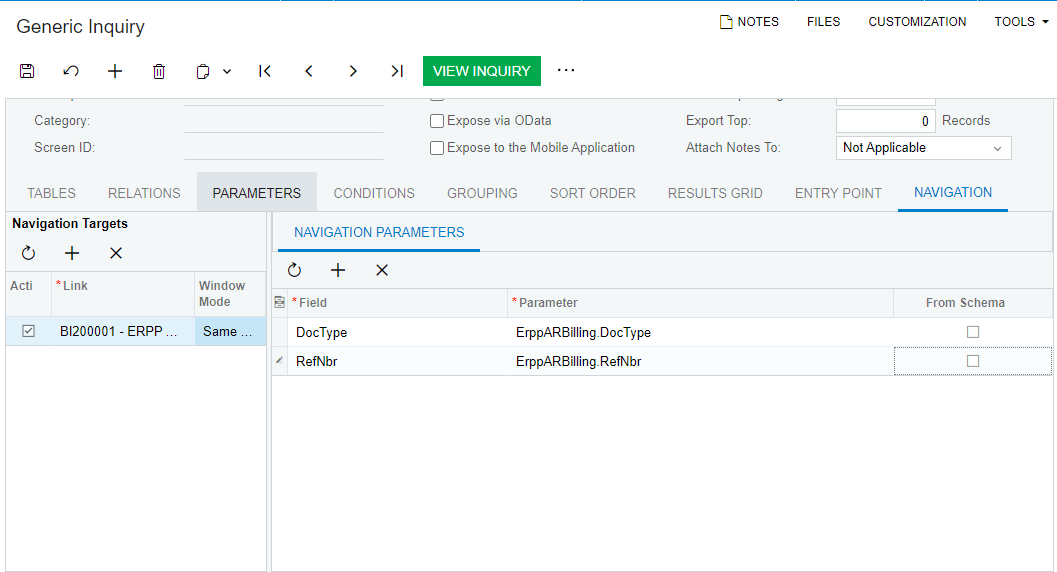 Generic Inquiry
NOTES FILES CUSTOMIZATION TOOLS
VIEW INQUIRY
Category: Expose via OData Export Top: 0 Records
Screen ID: Expose to the Mobile Application Attach Notes To: Not Applicable
TABLES RELATIONS PARAMETERS CONDITIONS GROUPING SORT ORDER RESULTS GRID ENTRY POINT NAVIGATION
Navigation Targets
NAVIGATION PARAMETERS
Acti * Link Window Mode
* Field * Parameter From Schema
BI200001 - ERPP ... Same ...
DocType ErppARBilling.DocType
RefNbr ErppARBilling.RefNbr